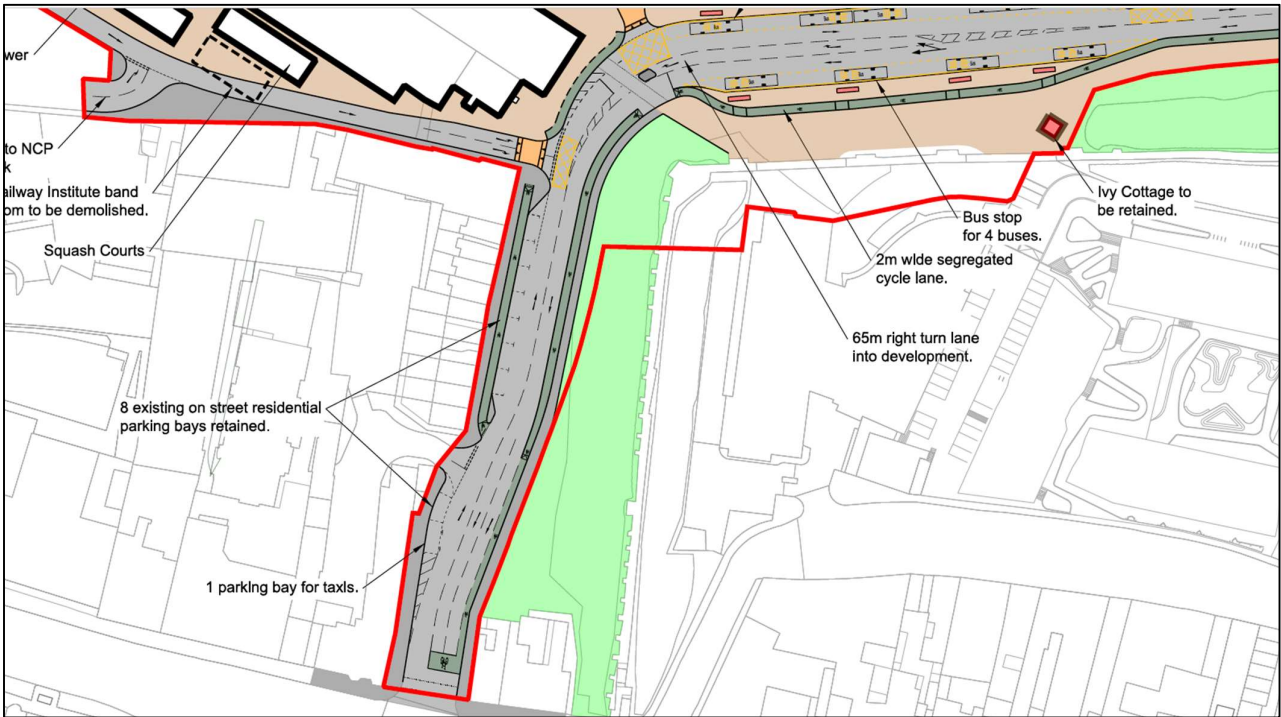 wer
to NCP
k
ailway Institute band
om to be demolished.
Squash Courts
8 existing on street residential
parking bays retained.
1 parking bay for taxis.
Ivy Cottage to
be retained.
Bus stop
for 4 buses.
2m wide segregated
cycle lane.
65m right turn lane
into development.